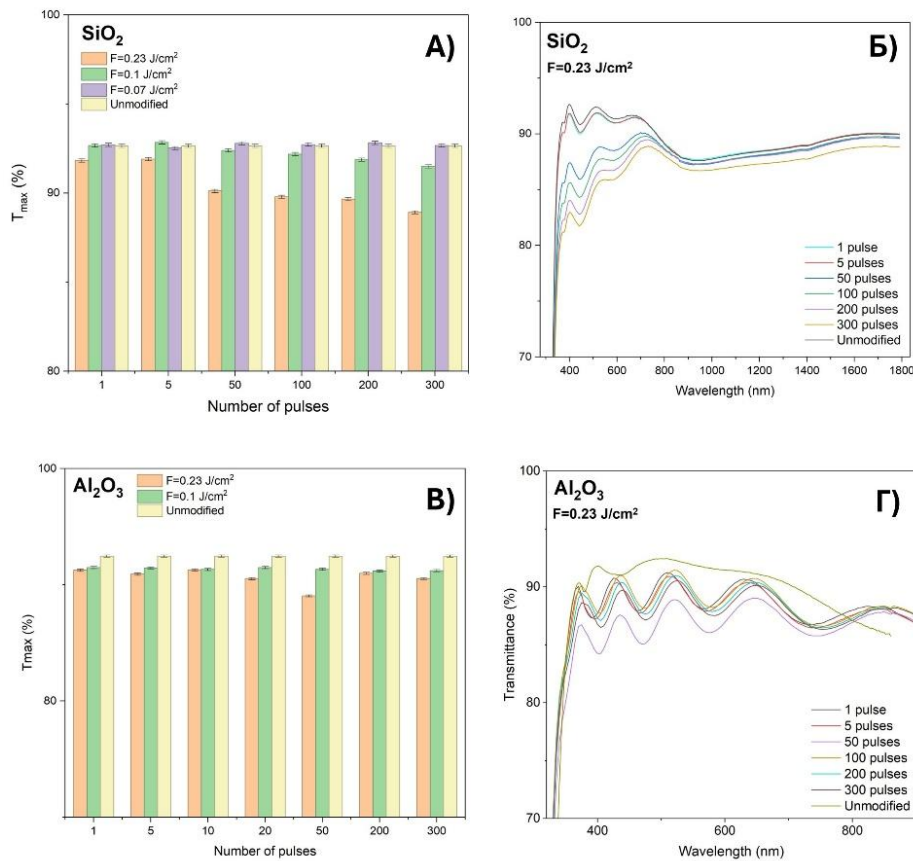 100
90
80
SiO₂
F=0.23 J/cm²
F=0.1 J/cm²
F=0.07 J/cm²
Unmodified
А)
Tmax (%)
1 5 50 100 200 300
Number of pulses
100
90
80
70
SiO₂
F=0.23 J/cm²
Б)
1 pulse
5 pulses
50 pulses
100 pulses
200 pulses
300 pulses
Unmodified
400 600 800 1000 1200 1400 1600 1800
Wavelength (nm)
100
80
Al₂O₃
F=0.23 J/cm²
F=0.1 J/cm²
Unmodified
В)
Tmax (%)
1 5 10 20 50 200 300
Number of pulses
100
90
80
70
Al₂O₃
F=0.23 J/cm²
Г)
Transmittance (%)
1 pulse
5 pulses
50 pulses
100 pulses
200 pulses
300 pulses
Unmodified
400 600 800
Wavelength (nm)